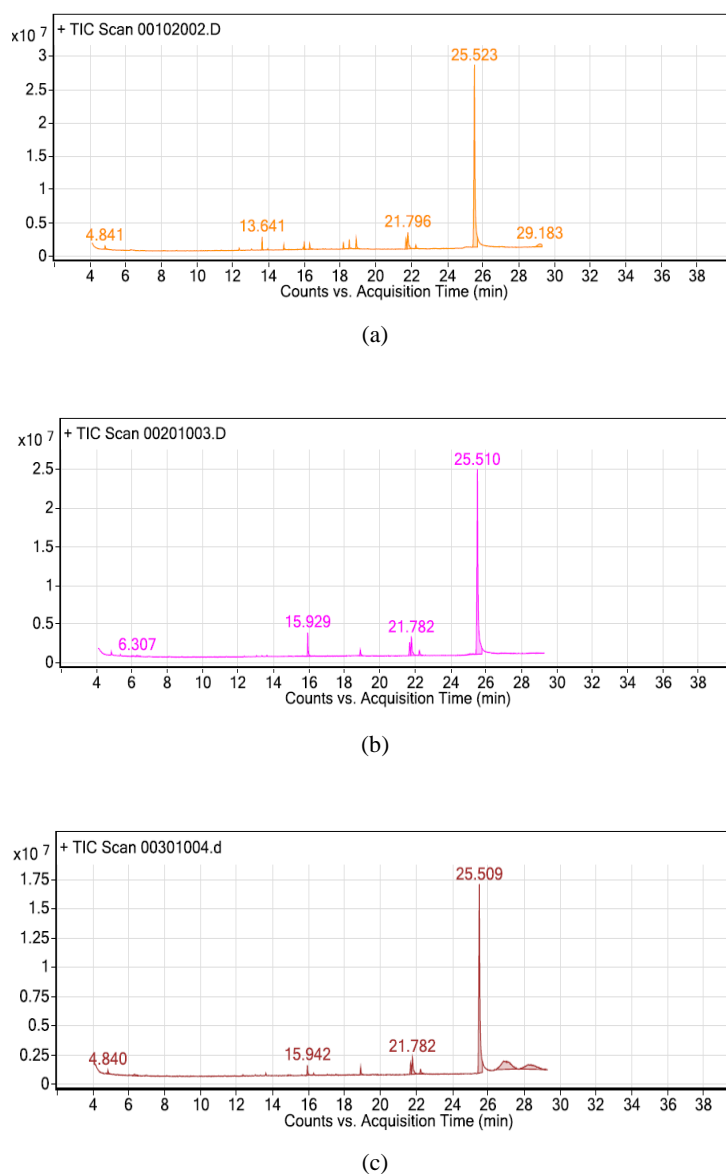 + TIC Scan 00102002.D
x10 7
3
2.5
2
1.5
1
0.5
0
25.523
4.841
13.641
21.796
29.183
4 6 8 10 12 14 16 18 20 22 24 26 28 30 32 34 36 38
Counts vs. Acquisition Time (min)
(a)
+ TIC Scan 00201003.D
x10 7
2.5
2
1.5
1
0.5
0
25.510
6.307
15.929
21.782
4 6 8 10 12 14 16 18 20 22 24 26 28 30 32 34 36 38
Counts vs. Acquisition Time (min)
(b)
+ TIC Scan 00301004.d
x10 7
1.75
1.5
1.25
1
0.75
0.5
0.25
0
25.509
4.840
15.942
21.782
4 6 8 10 12 14 16 18 20 22 24 26 28 30 32 34 36 38
Counts vs. Acquisition Time (min)
(c)